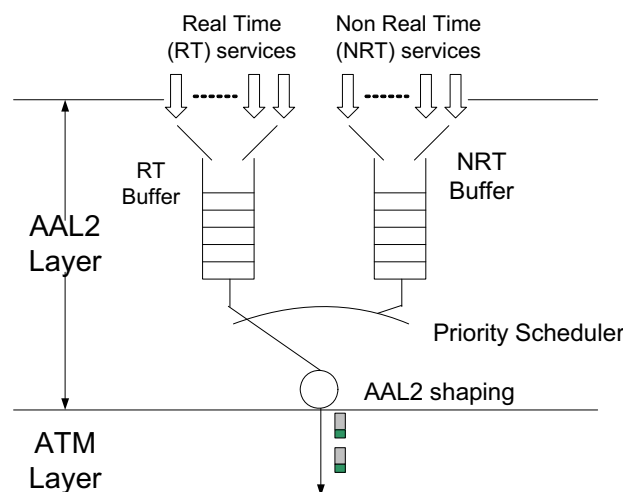 Real Time
(RT) services
Non Real Time
(NRT) services
RT
Buffer
NRT
Buffer
AAL2
Layer
Priority Scheduler
AAL2 shaping
ATM
Layer